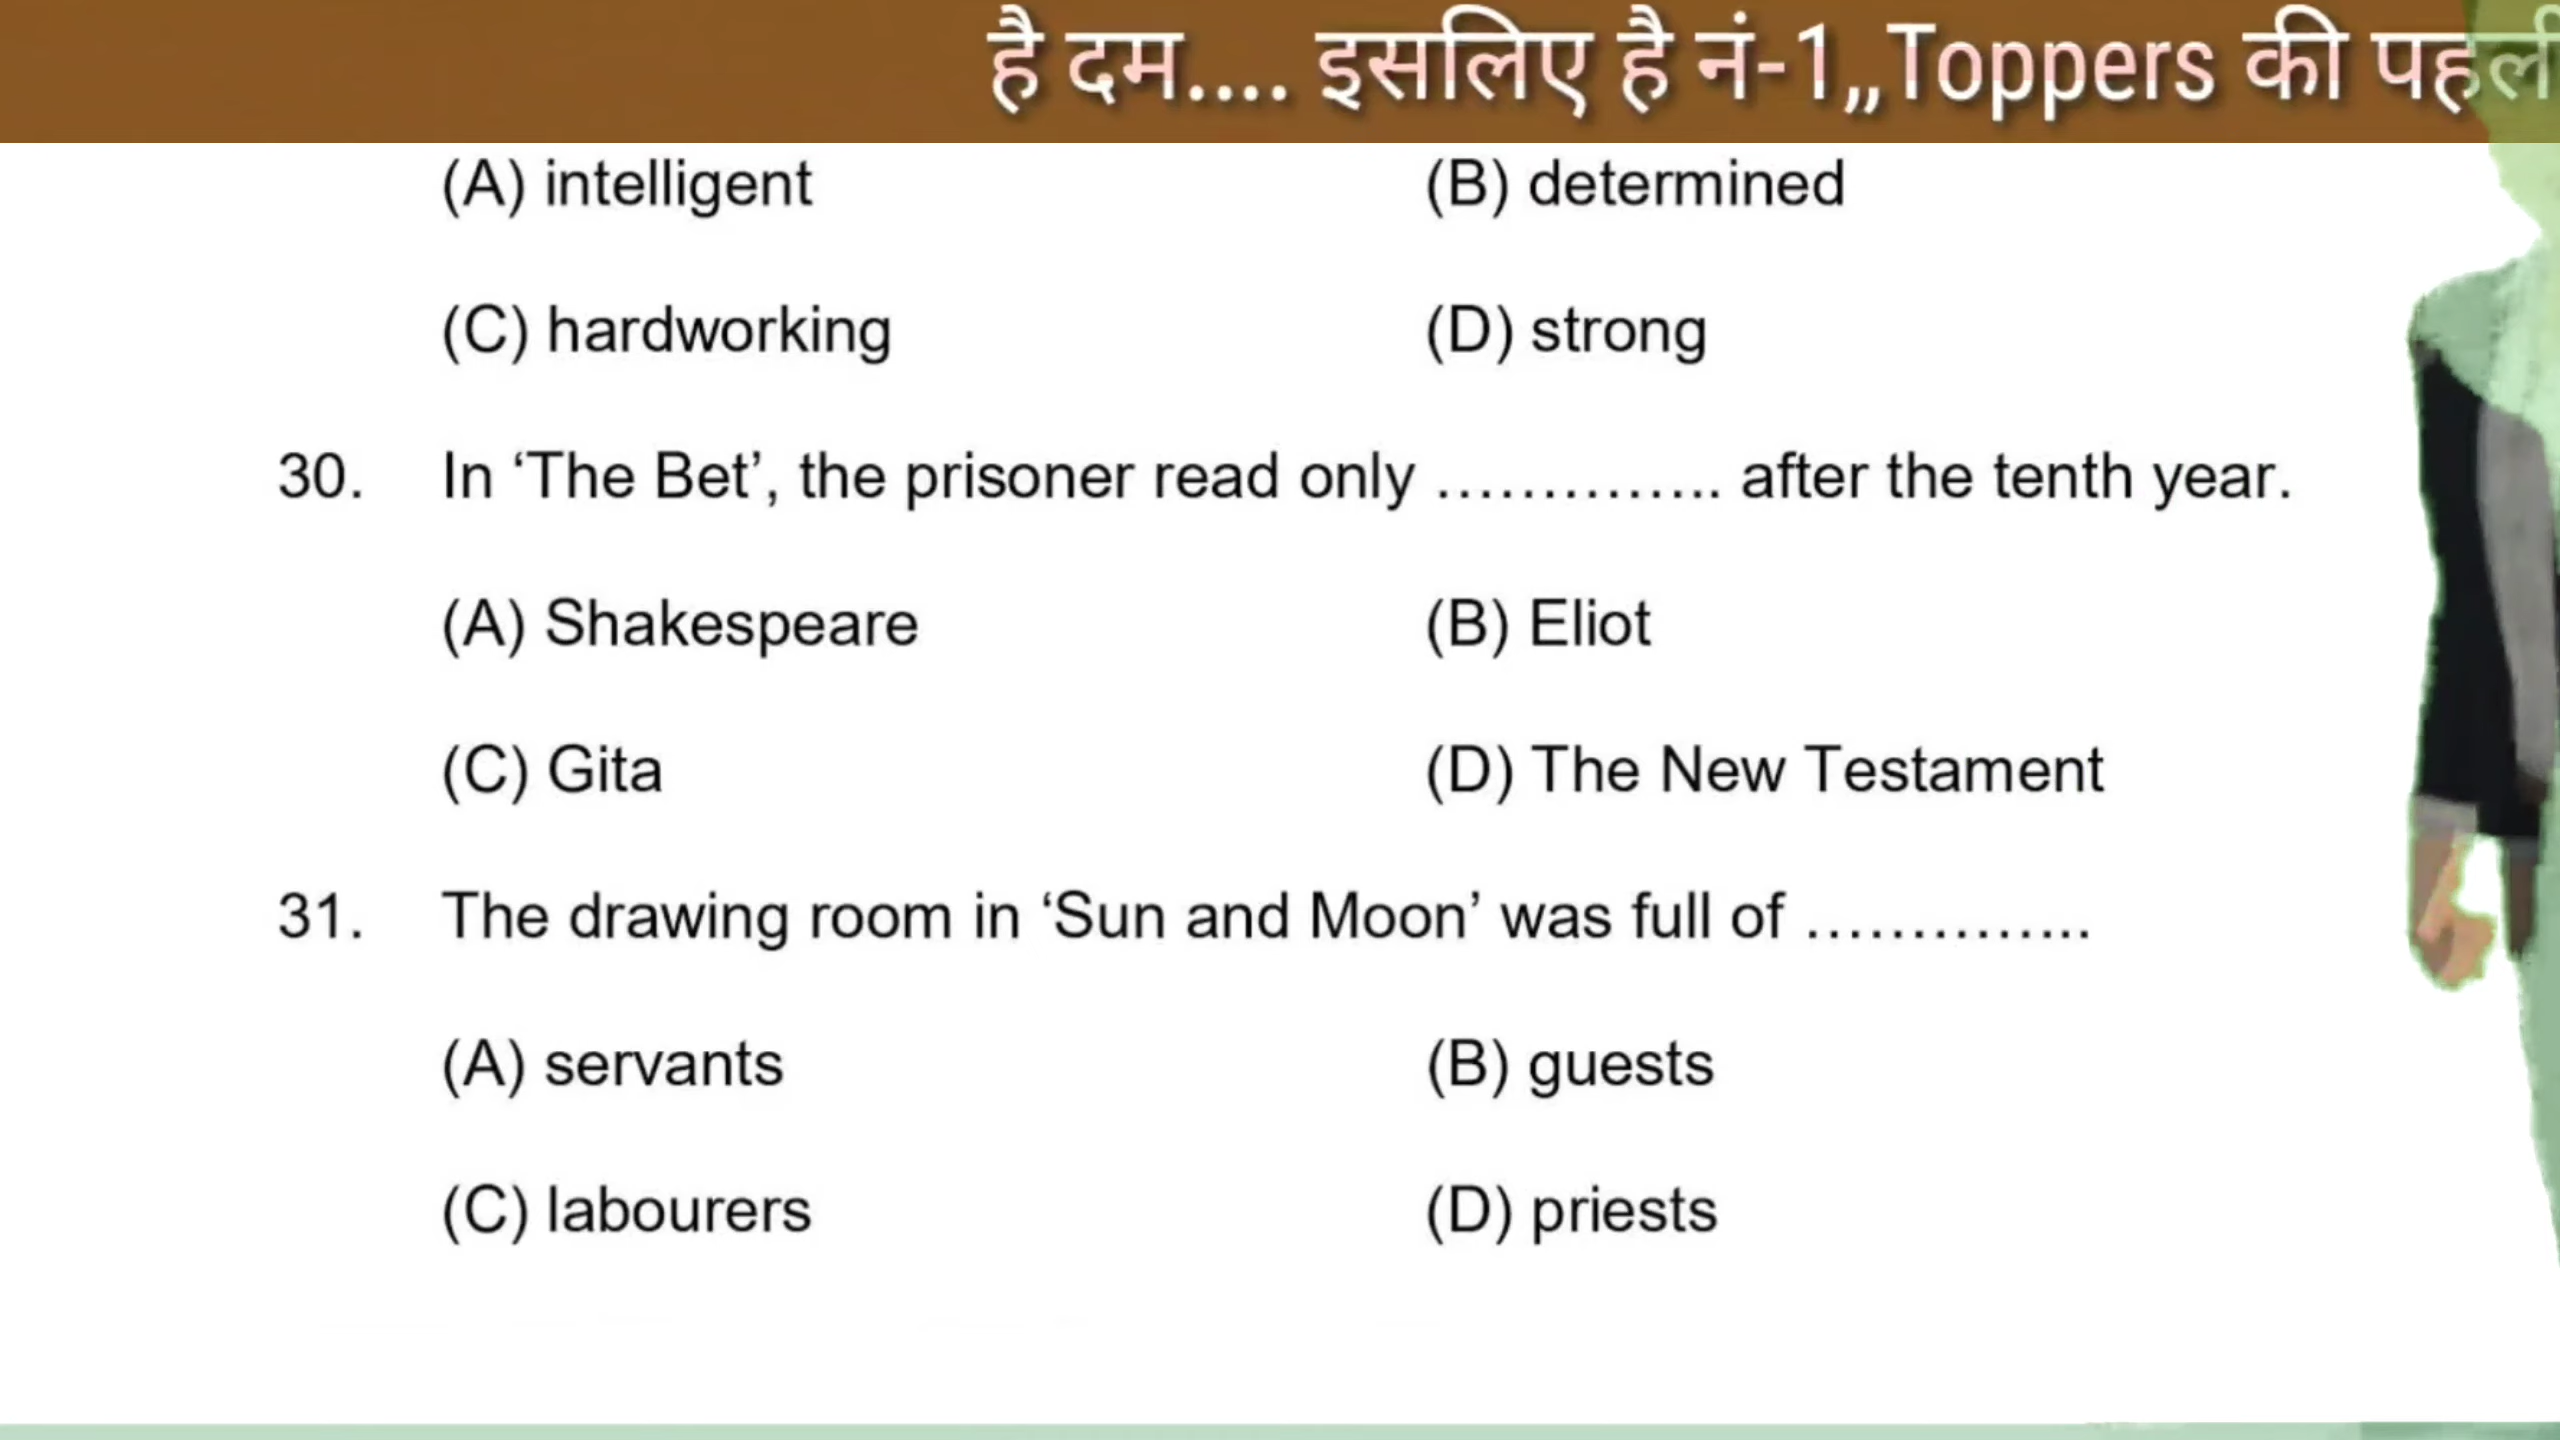 है दम.... इसलिए है नं-1,,Toppers की पहली
(A) intelligent (B) determined
(C) hardworking (D) strong
30. In ‘The Bet’, the prisoner read only .............. after the tenth year.
(A) Shakespeare (B) Eliot
(C) Gita (D) The New Testament
31. The drawing room in ‘Sun and Moon’ was full of ..............
(A) servants (B) guests
(C) labourers (D) priests